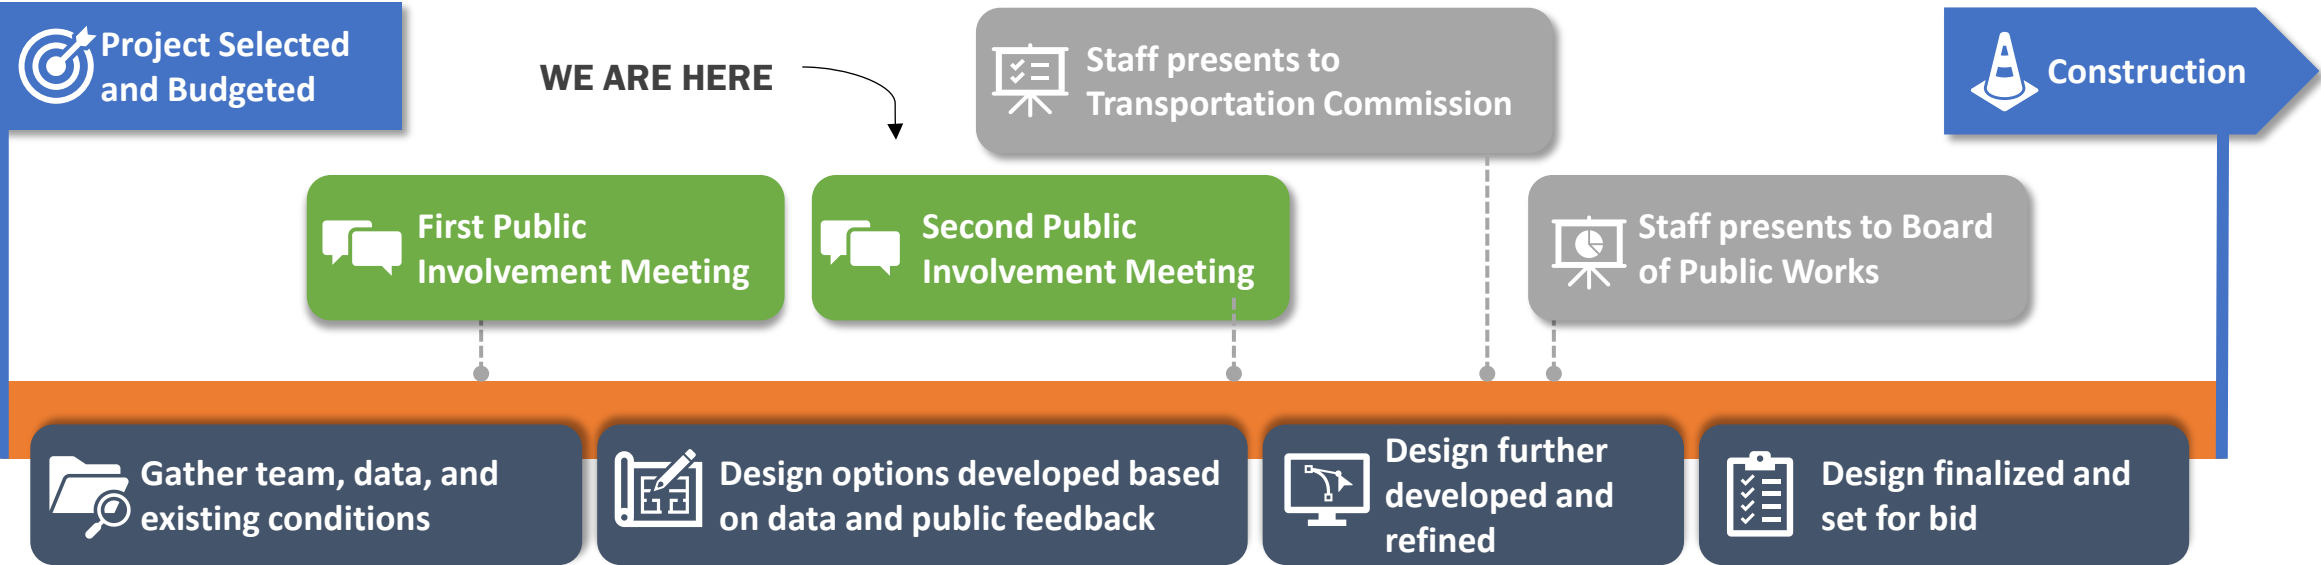 Project Selected
and Budgeted
WE ARE HERE
Staff presents to
Transportation Commission
Construction
First Public
Involvement Meeting
Second Public
Involvement Meeting
Staff presents to Board
of Public Works
Gather team, data, and
existing conditions
Design options developed based
on data and public feedback
Design further
developed and
refined
Design finalized and
set for bid